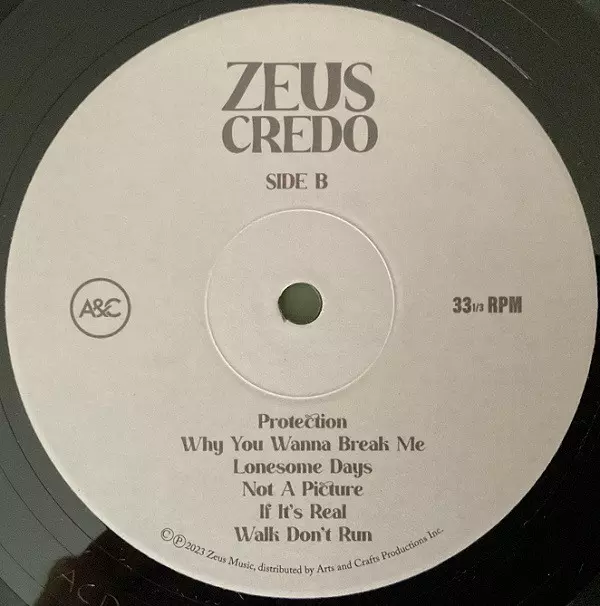 ZEUS
CREDO
SIDE B
A&C
33 1/3 RPM
Protection
Why You Wanna Break Me
Lonesome Days
Not A Picture
If It's Real
Walk Don't Run
©℗2023 Zeus Music, distributed by Arts and Crafts Productions Inc.